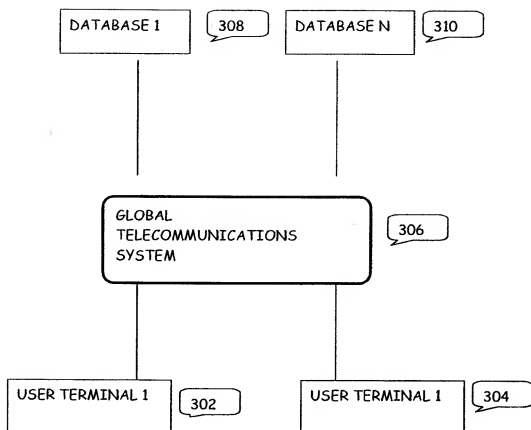 DATABASE 1
308
DATABASE N
310
GLOBAL
TELECOMMUNICATIONS
SYSTEM
306
USER TERMINAL 1
302
USER TERMINAL 1
304